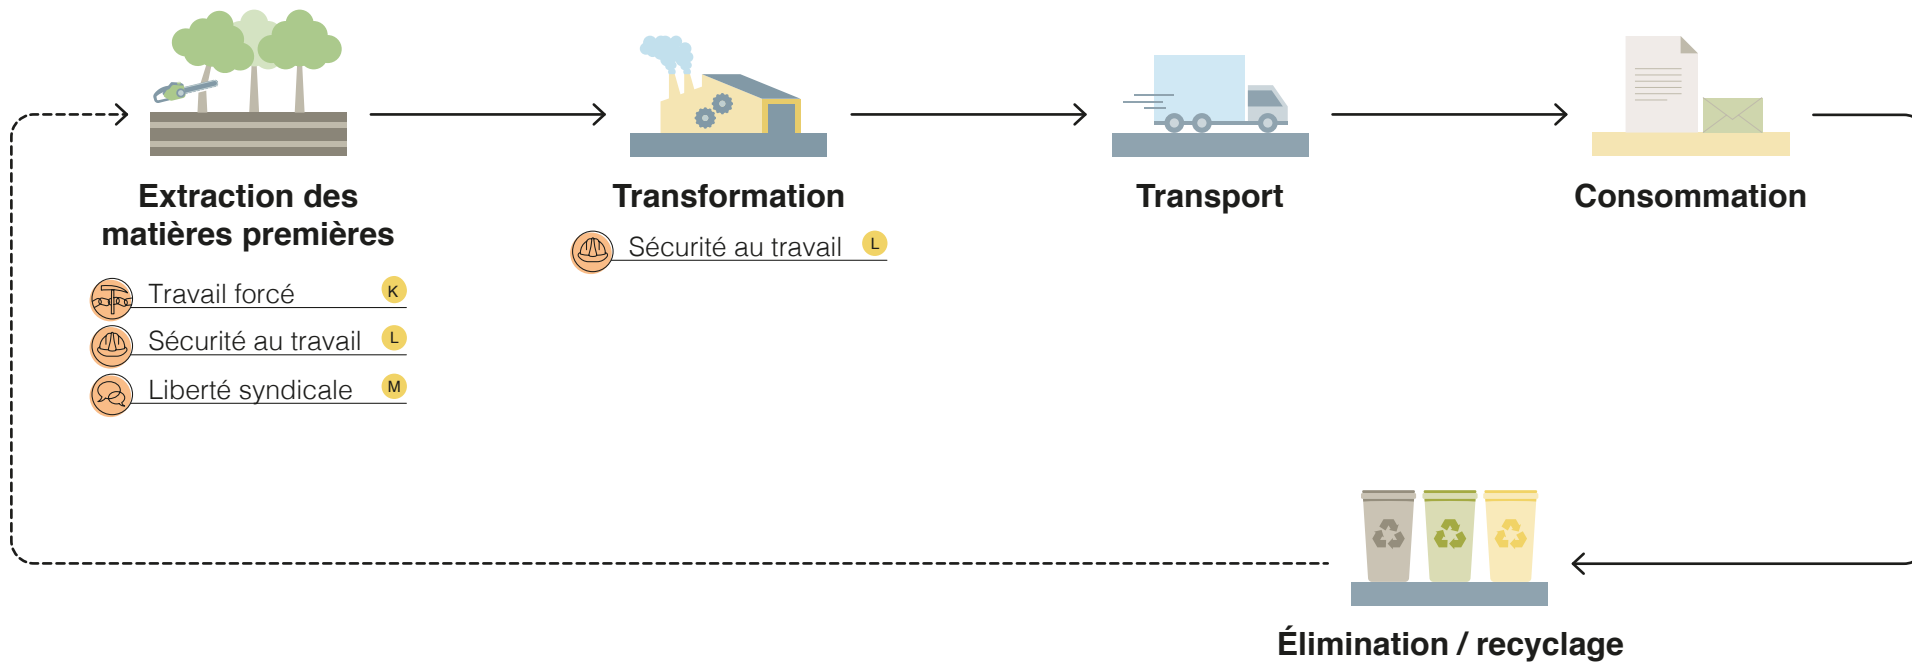 Extraction des
matières premières
Travail forcé K
Sécurité au travail L
Liberté syndicale M
Transformation
Sécurité au travail L
Transport
Consommation
Élimination / recyclage